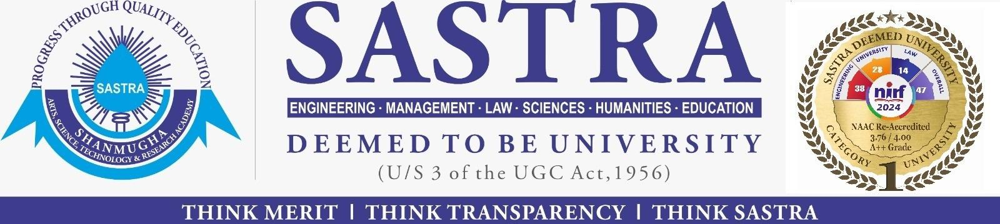 PROGRESS THROUGH QUALITY EDUCATION
SASTRA
SHANMUGHA
ARTS, SCIENCE, TECHNOLOGY & RESEARCH ACADEMY
SASTRA
ENGINEERING · MANAGEMENT · LAW · SCIENCES · HUMANITIES · EDUCATION
DEEMED TO BE UNIVERSITY
(U/S 3 of the UGC Act,1956)
SASTRA DEEMED UNIVERSITY
ENGINEERING UNIVERSITY LAW OVERALL
38 28 14 47
nirf
2024
NAAC Re-Accredited
3.76 / 4.00
A++ Grade
CATEGORY 1 UNIVERSITY
THINK MERIT | THINK TRANSPARENCY | THINK SASTRA